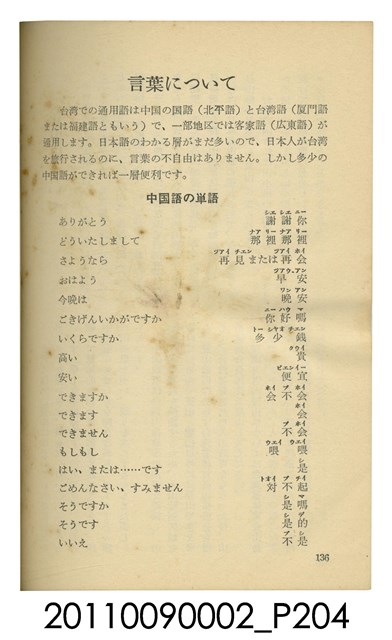 言葉について
台湾での通用語は中国の国語（北平語）と台湾語（厦門語
または福建語ともいう）で、一部地区では客家語（広東語）が
通用します。日本語のわかる層がまだ多いので、日本人が台湾
を旅行されるのに、言葉の不自由はありません。しかし多少の
中国語ができれば一層便利です。
中国語の単語
ありがとう 謝謝你
どういたしまして 那裡那裡
さようなら 再見または再会
おはよう 早安
今晩は 晩安
ごきげんいかがですか 你好嗎
いくらですか 多少錢
高い 貴
安い 便宜
できますか 会不会
できます 会
できません 不会
もしもし 喂喂
はい、または……です 是
ごめんなさい、すみません 対不起
そうですか 是嗎
そうです 是的
いいえ 不是
136
20110090002_P204